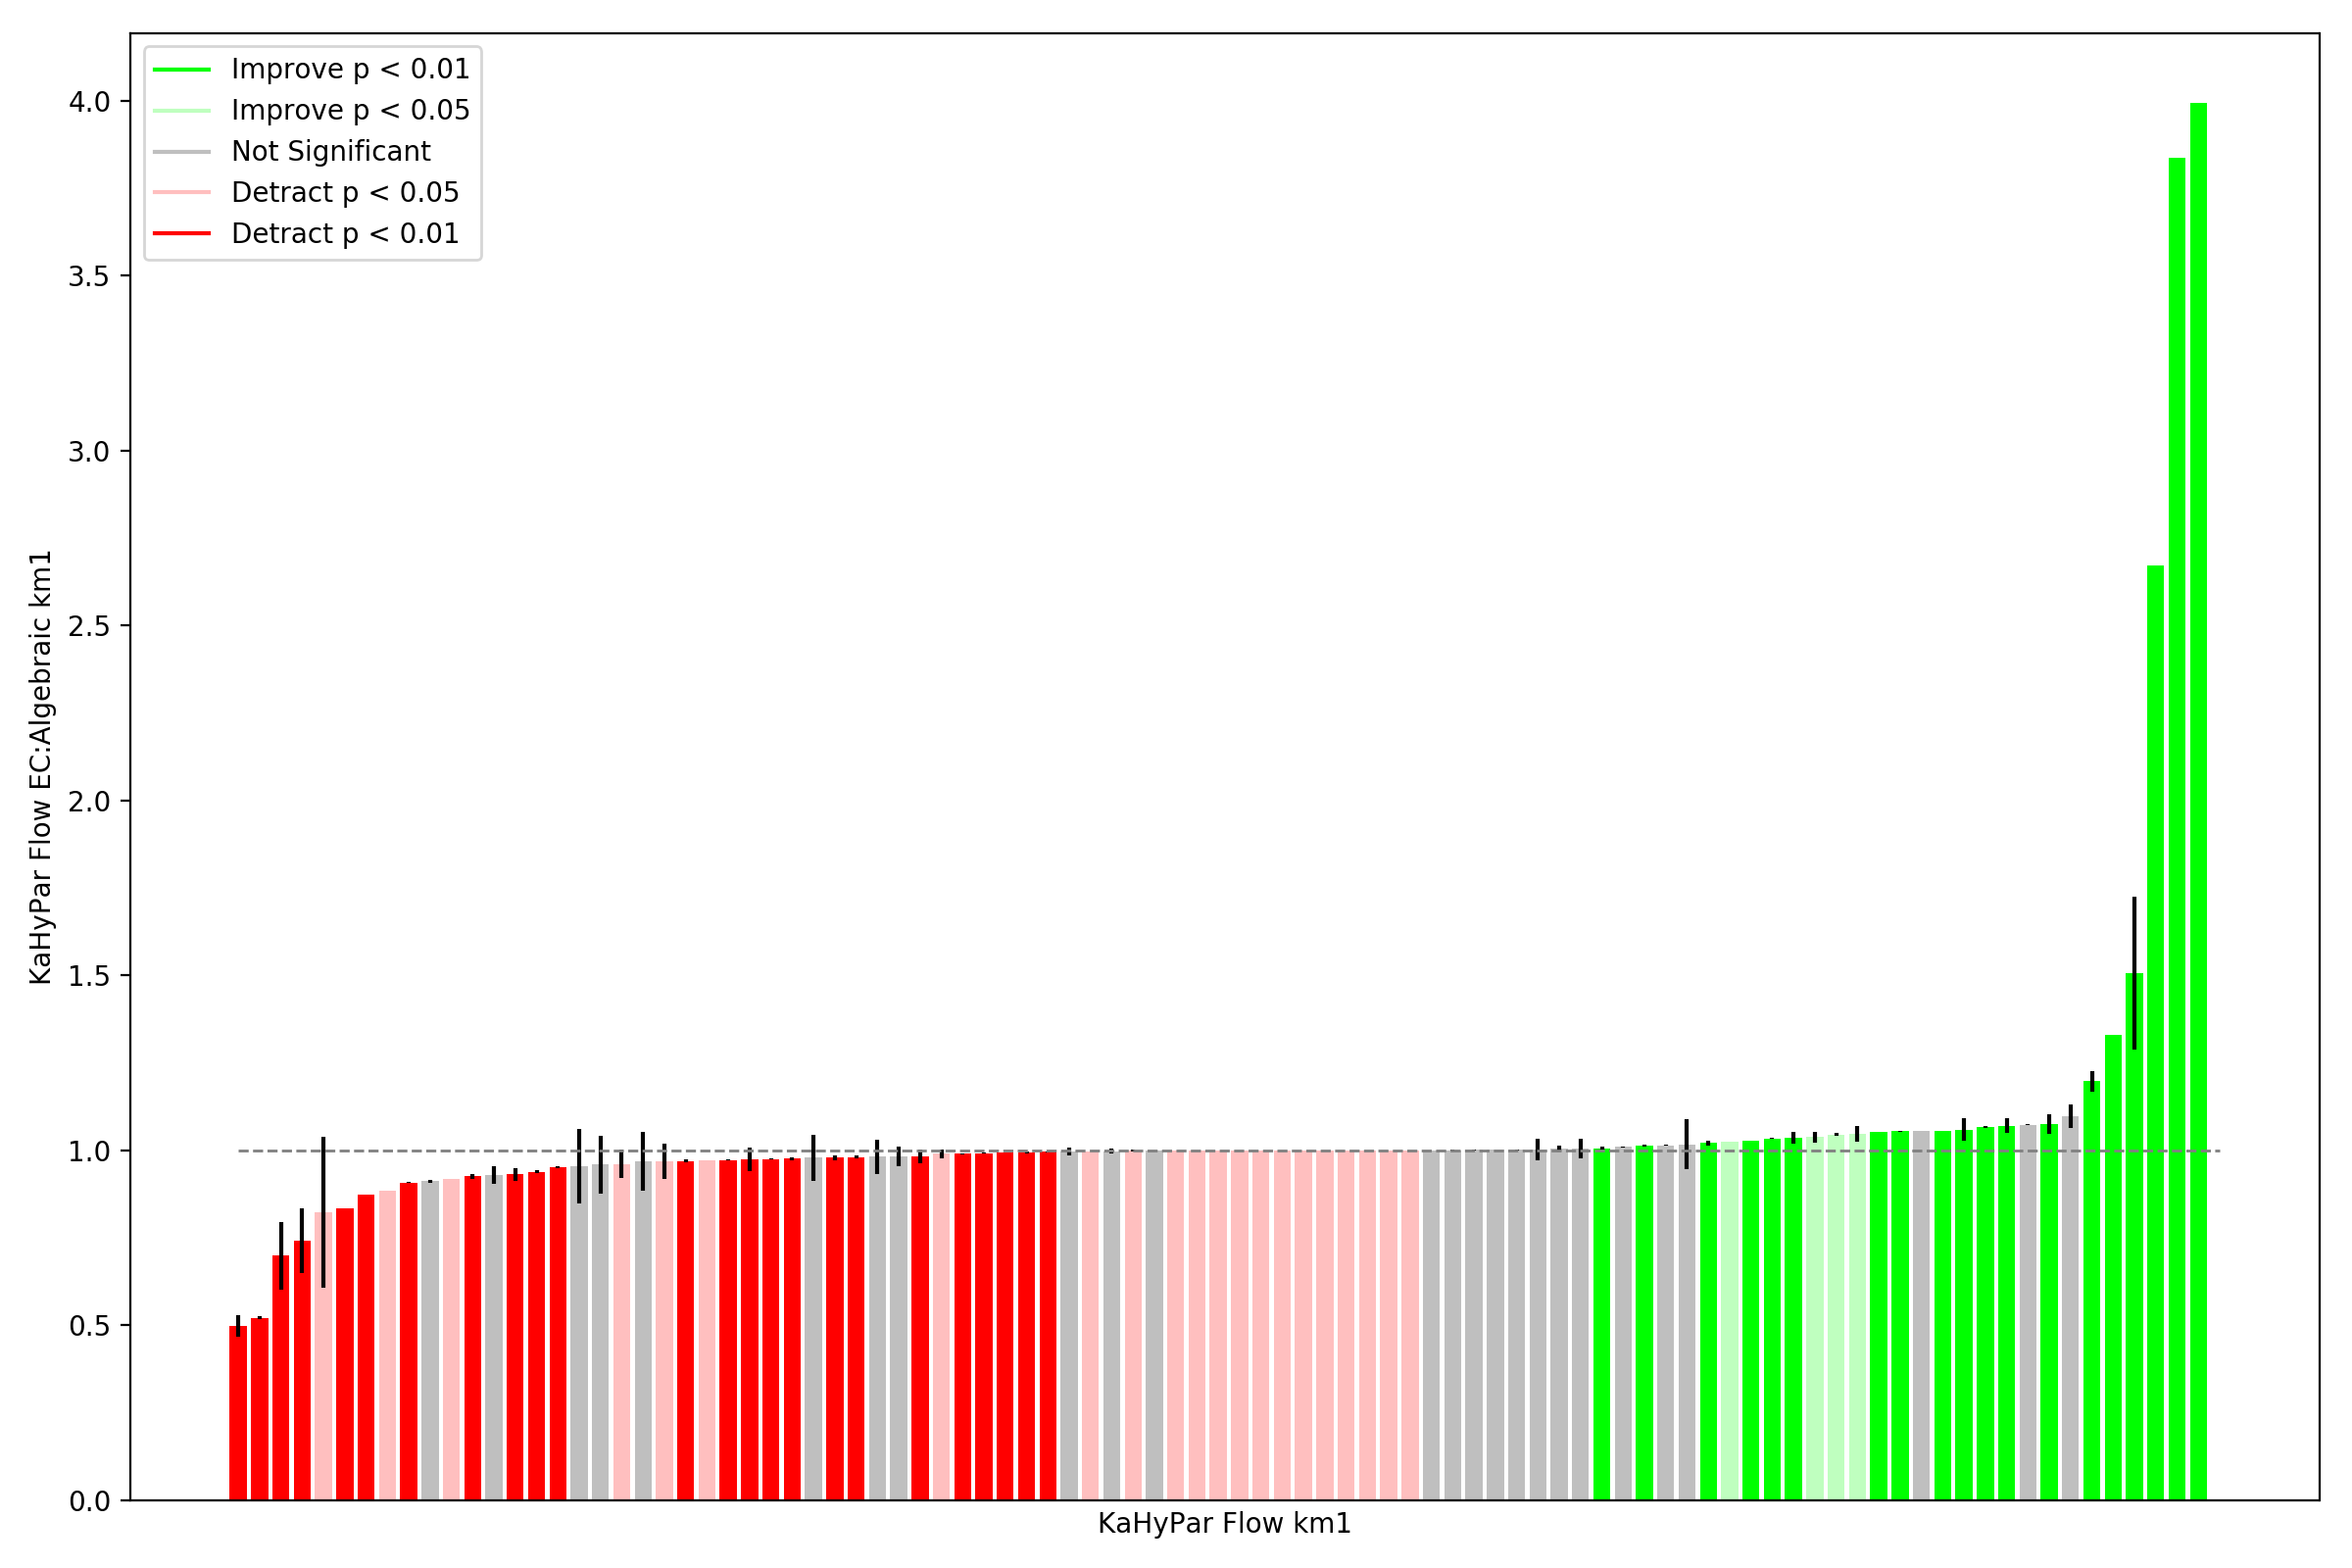 Improve p < 0.01
Improve p < 0.05
Not Significant
Detract p < 0.05
Detract p < 0.01
4.0
3.5
3.0
2.5
2.0
1.5
1.0
0.5
0.0
KaHyPar Flow EC:Algebraic km1
KaHyPar Flow km1